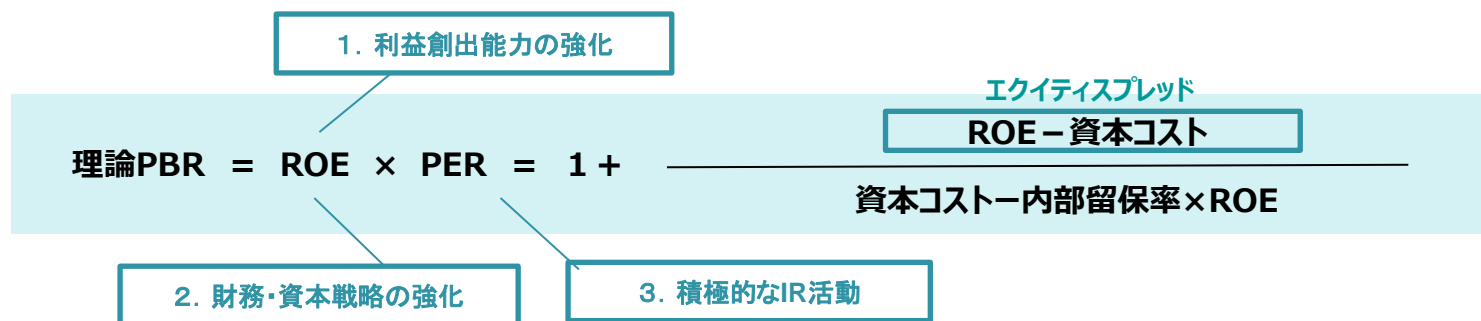 1．利益創出能力の強化
エクイティスプレッド
ROE－資本コスト
理論PBR = ROE × PER = 1 +
資本コストー内部留保率×ROE
2．財務・資本戦略の強化
3．積極的なIR活動